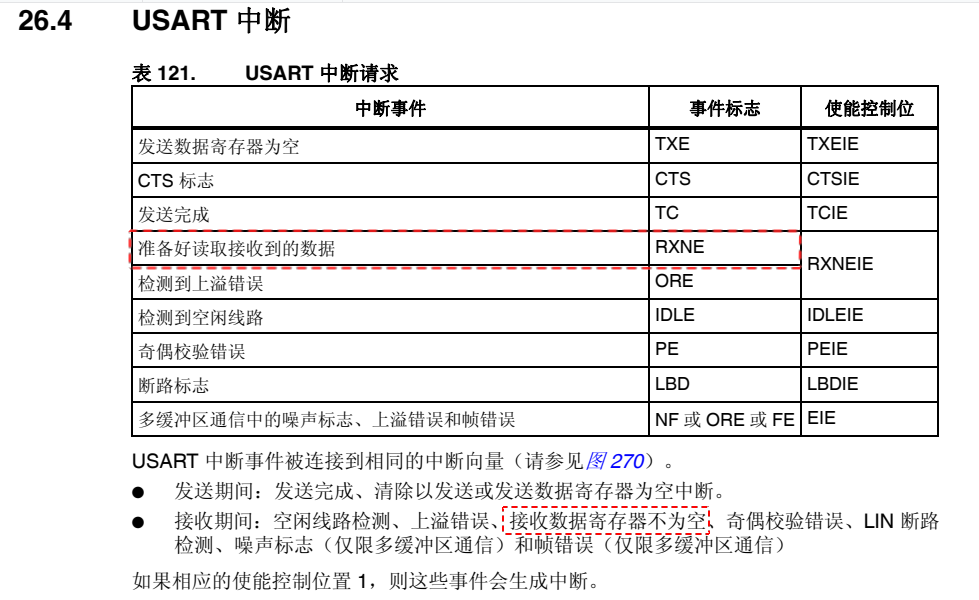 26.4 USART 中断
表 121. USART 中断请求
中断事件 事件标志 使能控制位
发送数据寄存器为空 TXE TXEIE
CTS 标志 CTS CTSIE
发送完成 TC TCIE
准备好读取接收到的数据 RXNE RXNEIE
检测到上溢错误 ORE
检测到空闲线路 IDLE IDLEIE
奇偶校验错误 PE PEIE
断路标志 LBD LBDIE
多缓冲区通信中的噪声标志、上溢错误和帧错误 NF 或 ORE 或 FE EIE
USART 中断事件被连接到相同的中断向量（请参见图 270）。
● 发送期间：发送完成、清除以发送或发送数据寄存器为空中断。
● 接收期间：空闲线路检测、上溢错误、接收数据寄存器不为空、奇偶校验错误、LIN 断路
检测、噪声标志（仅限多缓冲区通信）和帧错误（仅限多缓冲区通信）
如果相应的使能控制位置 1，则这些事件会生成中断。